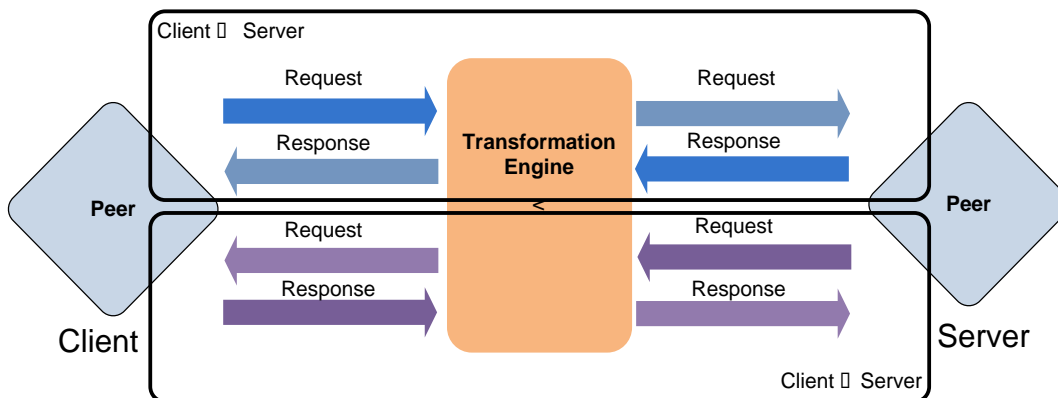 Client ▯ Server
Request
Request
Response
Response
Transformation
Engine
Peer
<
Peer
Request
Request
Response
Response
Client
Server
Client ▯ Server